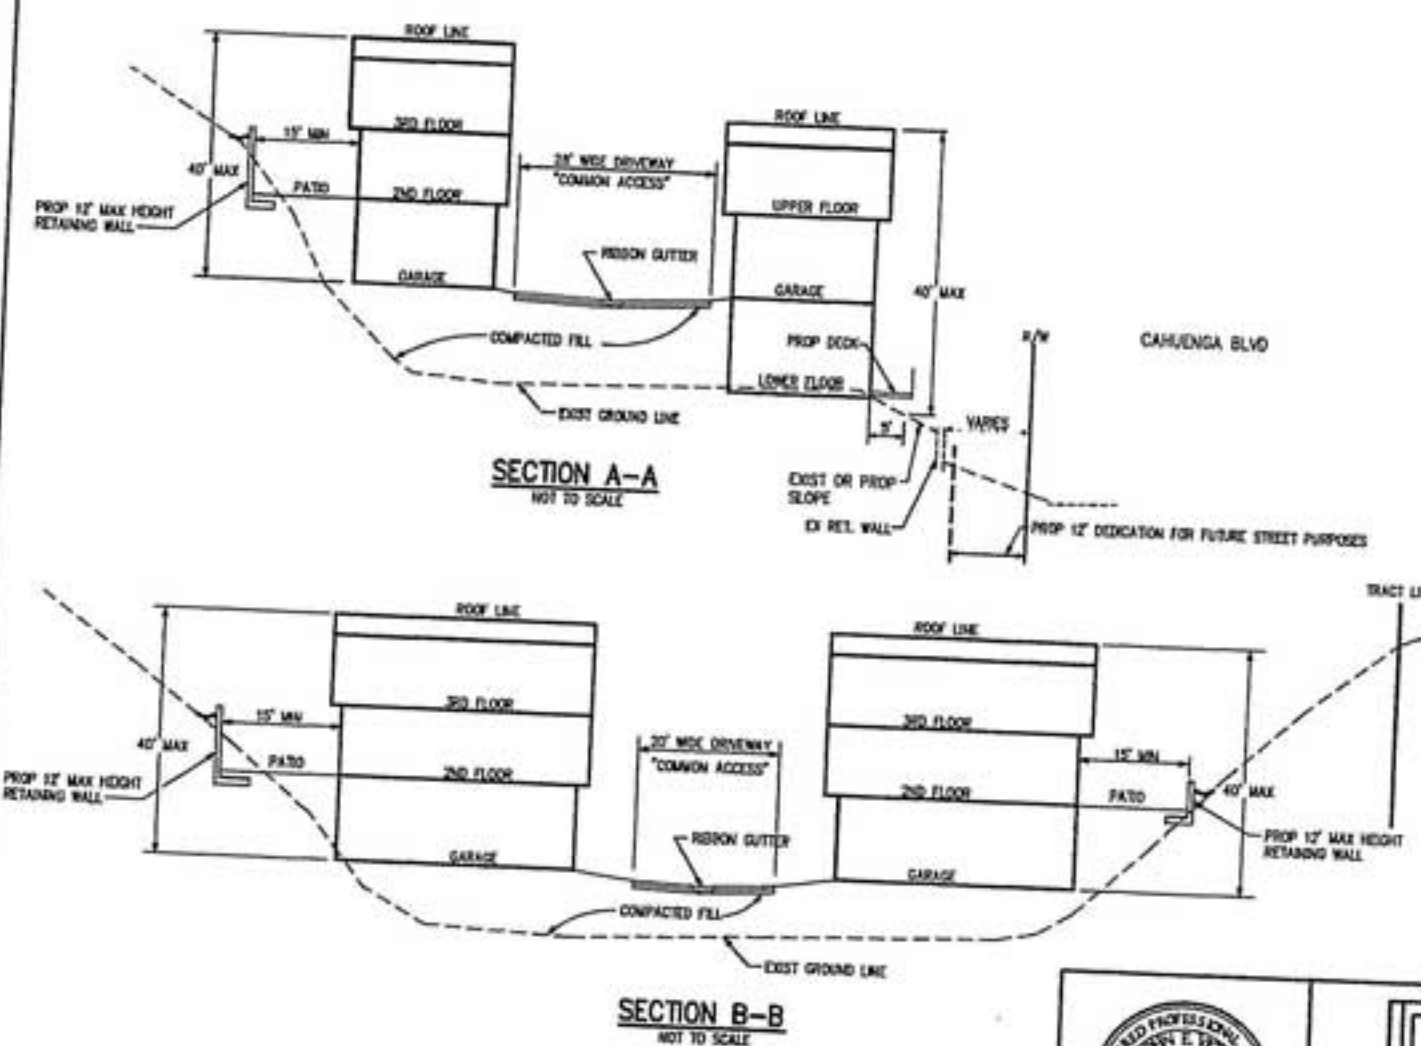 ROOF LINE
3RD FLOOR
15' MIN
40' MAX
PATIO
2ND FLOOR
PROP 12' MAX HEIGHT
RETAINING WALL
GARAGE
28' WIDE DRIVEWAY
"COMMON ACCESS"
RIBBON GUTTER
COMPACTED FILL
EXIST GROUND LINE
ROOF LINE
UPPER FLOOR
GARAGE
40' MAX
PROP DECK
LOWER FLOOR
5'
VARIES
R/W
CAHUENGA BLVD
EXIST OR PROP
SLOPE
EX RET. WALL
PROP 12' DEDICATION FOR FUTURE STREET PURPOSES
SECTION A-A
NOT TO SCALE
ROOF LINE
3RD FLOOR
15' MIN
40' MAX
PATIO
2ND FLOOR
PROP 12' MAX HEIGHT
RETAINING WALL
GARAGE
20' WIDE DRIVEWAY
"COMMON ACCESS"
RIBBON GUTTER
COMPACTED FILL
EXIST GROUND LINE
ROOF LINE
3RD FLOOR
2ND FLOOR
GARAGE
15' MIN
PATIO
40' MAX
PROP 12' MAX HEIGHT
RETAINING WALL
TRACT
SECTION B-B
NOT TO SCALE
PROFESSIONAL